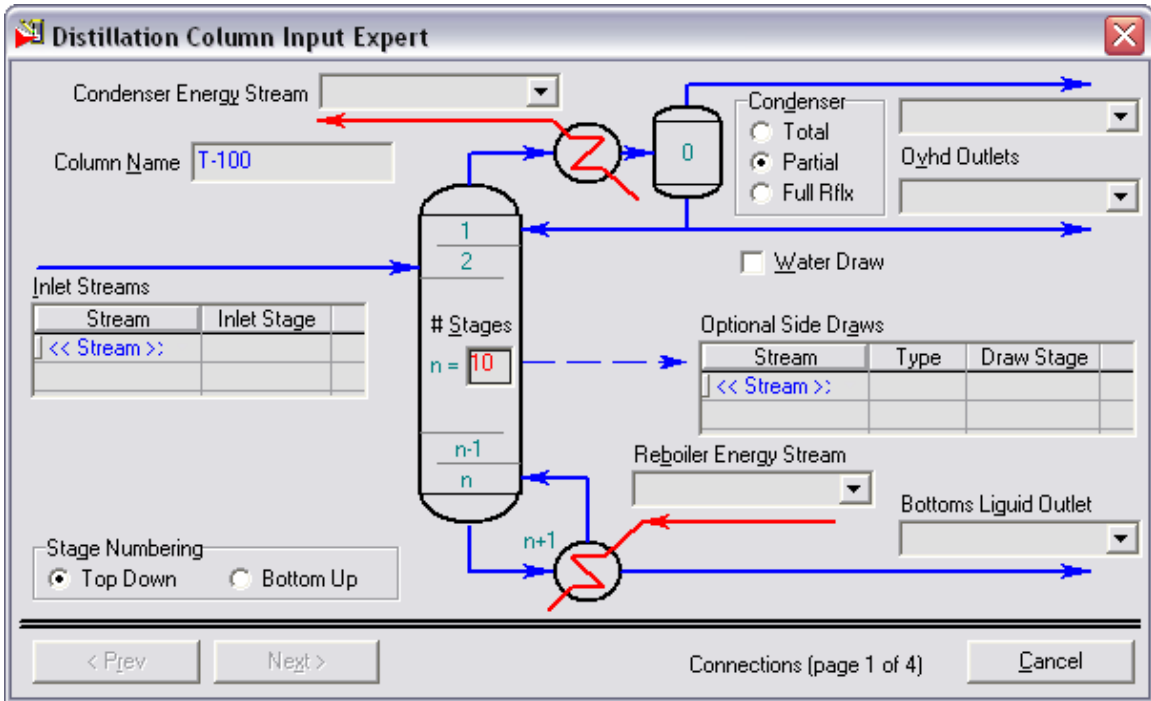 Distillation Column Input Expert
Condenser Energy Stream
Column Name T-100
0
Condenser
Total
Partial
Full Rflx
Ovhd Outlets
1
2
Water Draw
Inlet Streams
Stream Inlet Stage
<< Stream >:
# Stages
n = 10
Optional Side Draws
Stream Type Draw Stage
<< Stream >:
n-1
n
Reboiler Energy Stream
Bottoms Liquid Outlet
n+1
Stage Numbering
Top Down Bottom Up
< Prev Next > Connections (page 1 of 4) Cancel